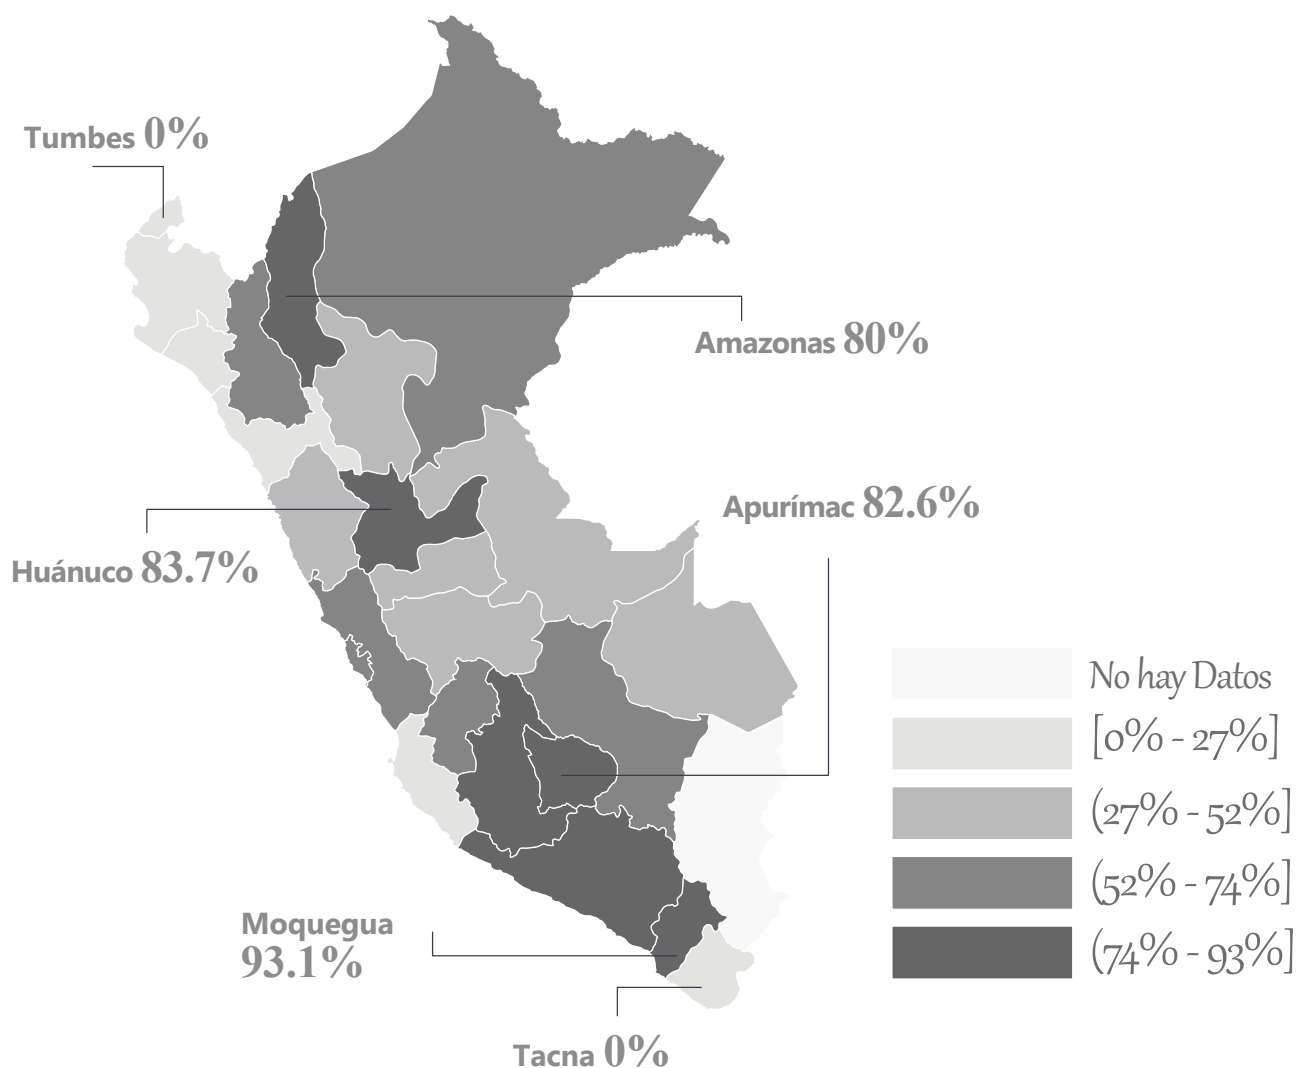 Tumbes 0%
Amazonas 80%
Apurímac 82.6%
Huánuco 83.7%
No hay Datos
[0% - 27%]
(27% - 52%]
(52% - 74%]
(74% - 93%]
Moquegua
93.1%
Tacna 0%